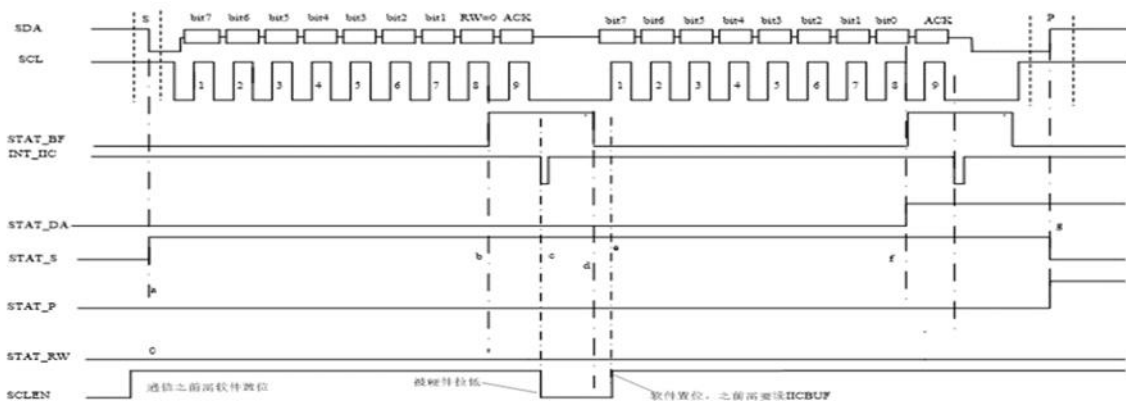 S bit7 bit6 bit5 bit4 bit3 bit2 bit1 RW=0 ACK bit7 bit6 bit5 bit4 bit3 bit2 bit1 bit0 ACK P
SDA
SCL
1 2 3 4 5 6 7 8 9 1 2 3 4 5 6 7 8 9
STAT_BF
INT_IIC
STAT_DA
g
STAT_S
b c d e f
a
STAT_P
STAT_RW
0
SCLEN
通信之前需软件置位
被硬件拉低
软件置位，之前需要读IICBUF